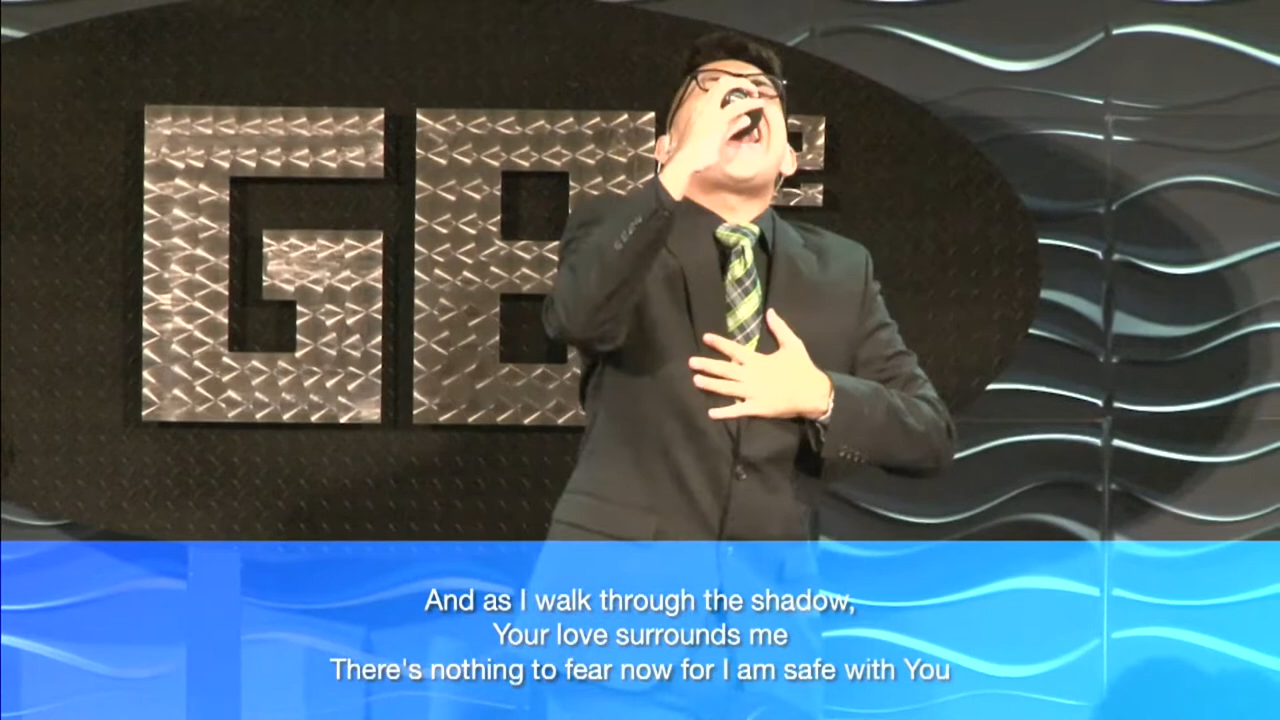 GB
And as I walk through the shadow,
Your love surrounds me
There's nothing to fear now for I am safe with You